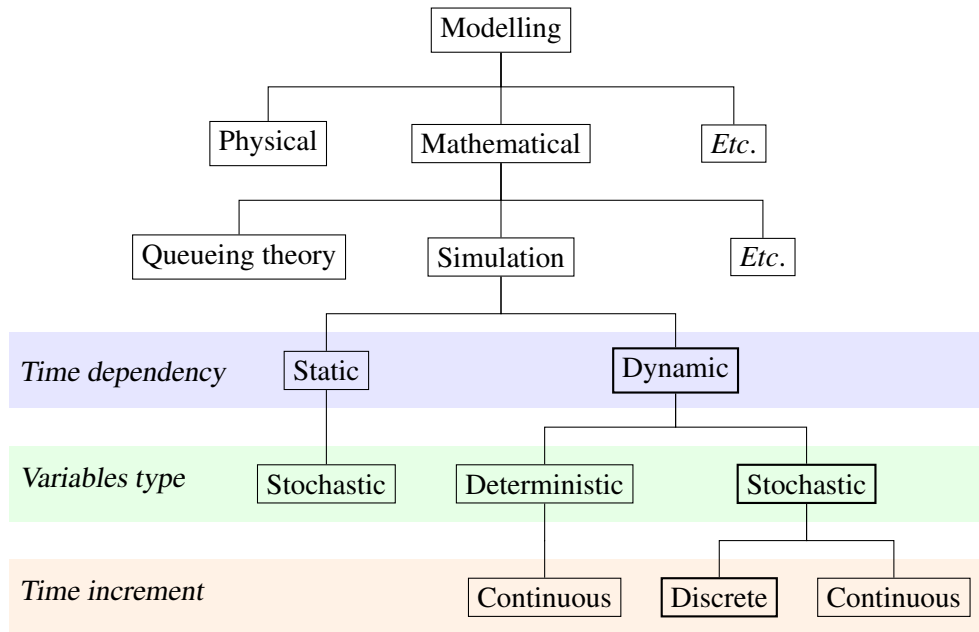 Modelling
Physical
Mathematical
Etc.
Queueing theory
Simulation
Etc.
Time dependency
Static
Dynamic
Variables type
Stochastic
Deterministic
Stochastic
Time increment
Continuous
Discrete
Continuous